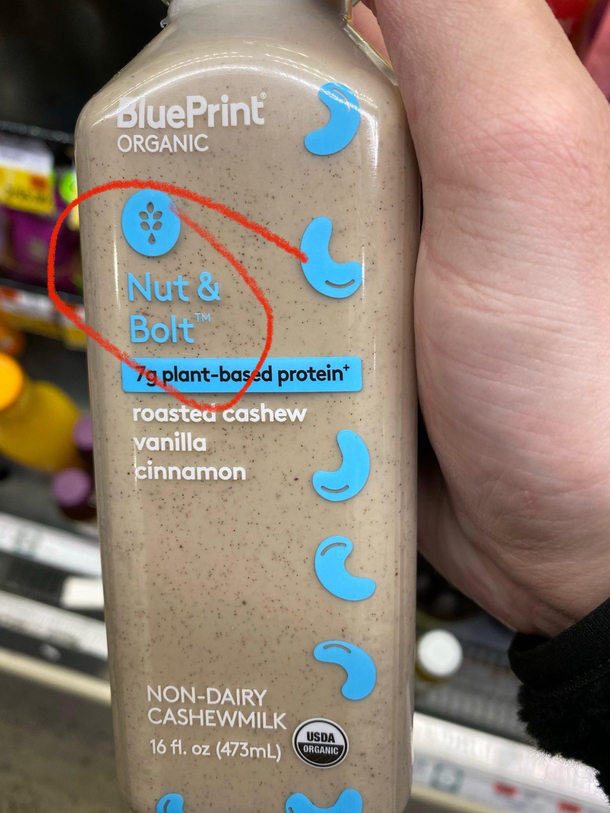 BluePrint®
ORGANIC
Nut &
Bolt™
7g plant-based protein⁺
roasted cashew
vanilla
cinnamon
NON-DAIRY
CASHEWMILK
16 fl. oz (473mL)
USDA
ORGANIC